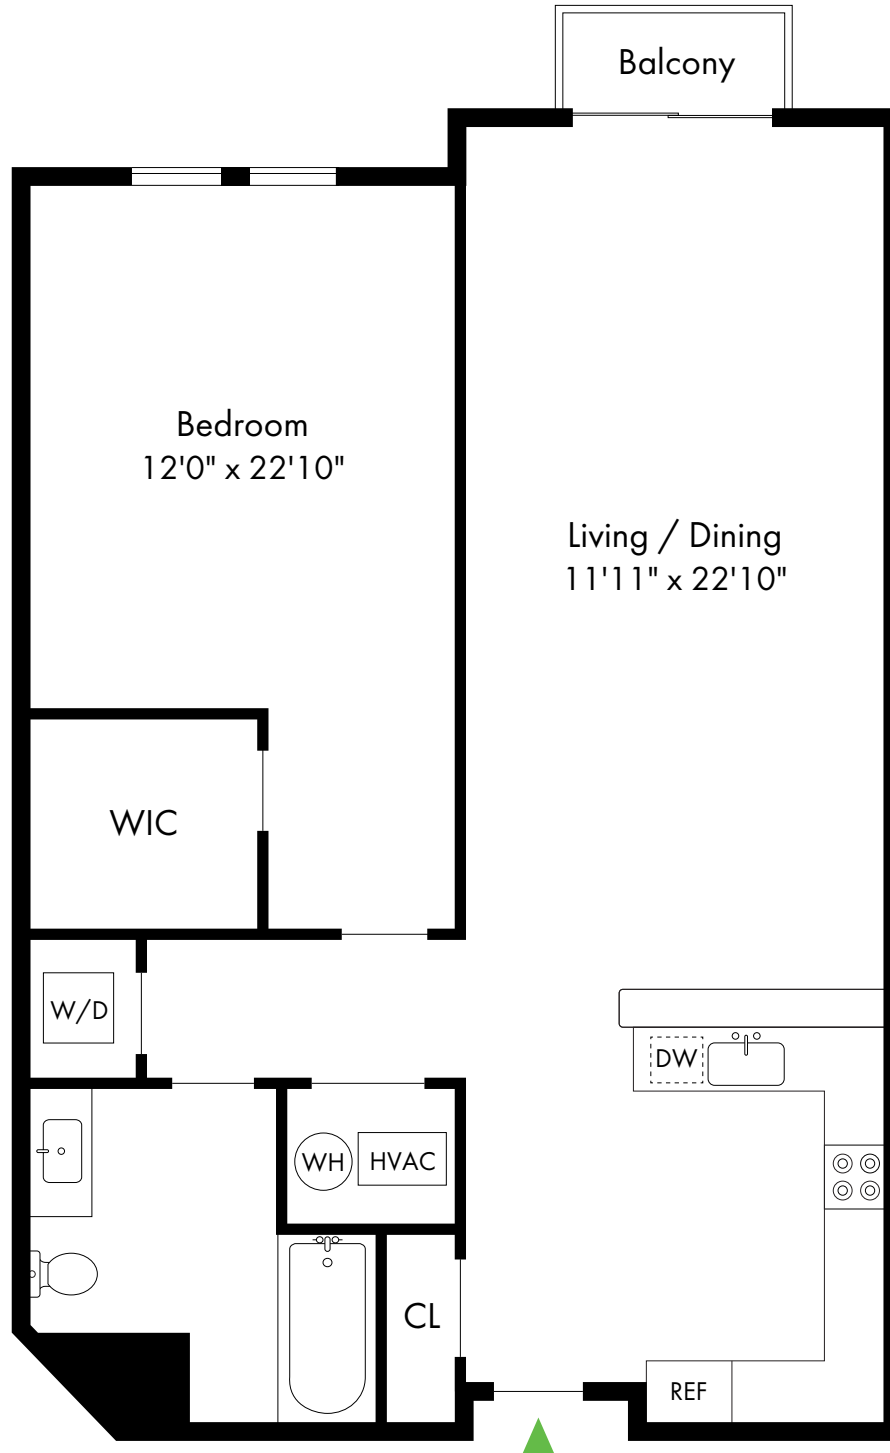 Balcony
Bedroom
12'0" x 22'10"
Living / Dining
11'11" x 22'10"
WIC
W/D
DW
WH
HVAC
CL
REF